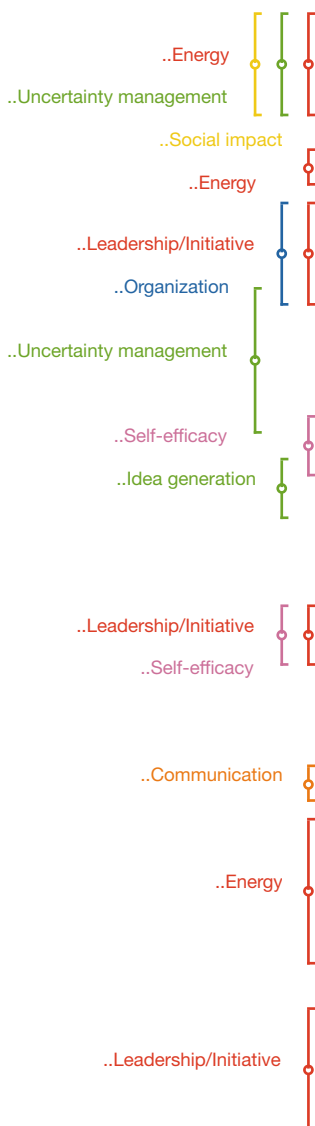 ..Energy
..Uncertainty management
..Social impact
..Energy
..Leadership/Initiative
..Organization
..Uncertainty management
..Self-efficacy
..Idea generation
..Leadership/Initiative
..Self-efficacy
..Communication
..Energy
..Leadership/Initiative